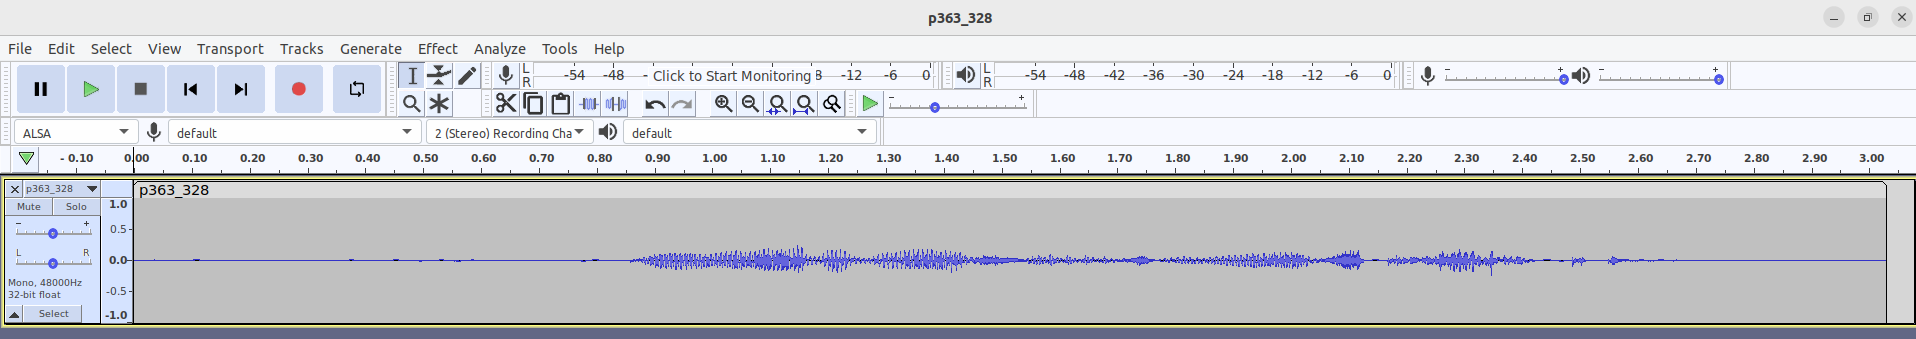 p363_328
File Edit Select View Transport Tracks Generate Effect Analyze Tools Help
L R -54 -48 - Click to Start Monitoring 8 -12 -6 0
L R -54 -48 -42 -36 -30 -24 -18 -12 -6 0
- +
- +
- +
ALSA default 2 (Stereo) Recording Cha default
- 0.10 0.00 0.10 0.20 0.30 0.40 0.50 0.60 0.70 0.80 0.90 1.00 1.10 1.20 1.30 1.40 1.50 1.60 1.70 1.80 1.90 2.00 2.10 2.20 2.30 2.40 2.50 2.60 2.70 2.80 2.90 3.00
p363_328
p363_328
Mute Solo
- +
L R
Mono, 48000Hz
32-bit float
Select
1.0
0.5
0.0
-0.5
-1.0